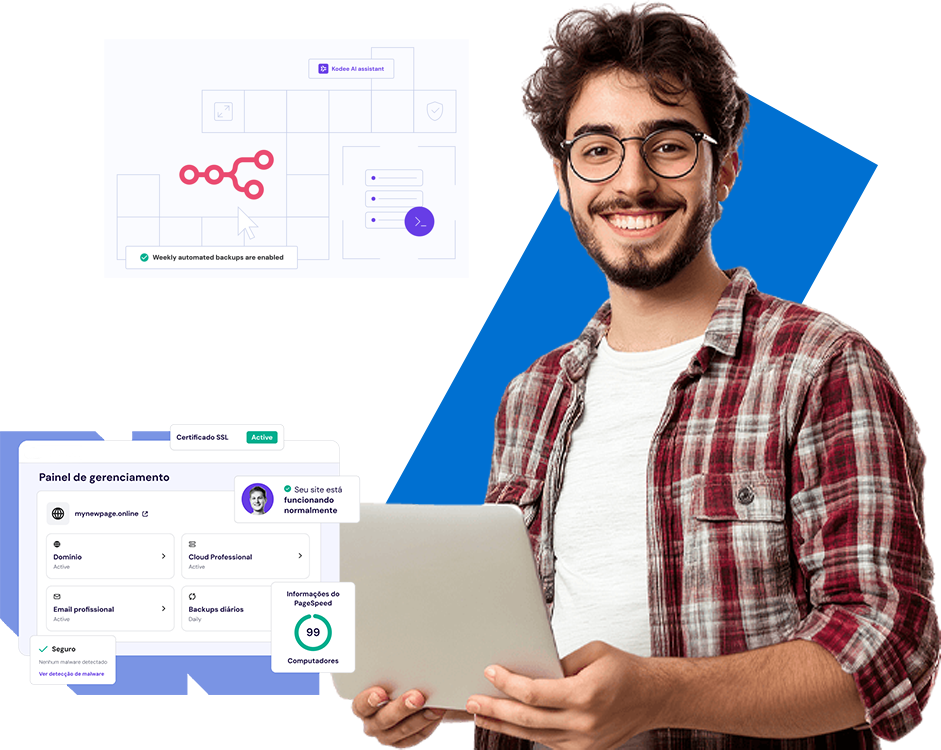 Kodee AI assistant
>_
Weekly automated backups are enabled
Certificado SSL Active
Painel de gerenciamento
Seu site está
funcionando
normalmente
mynewpage.online
Domínio
Active
Cloud Professional
Active
Email profissional
Active
Backups diários
Daily
Informações do
PageSpeed
99
Computadores
Seguro
Nenhum malware detectado
Ver detecção de malware